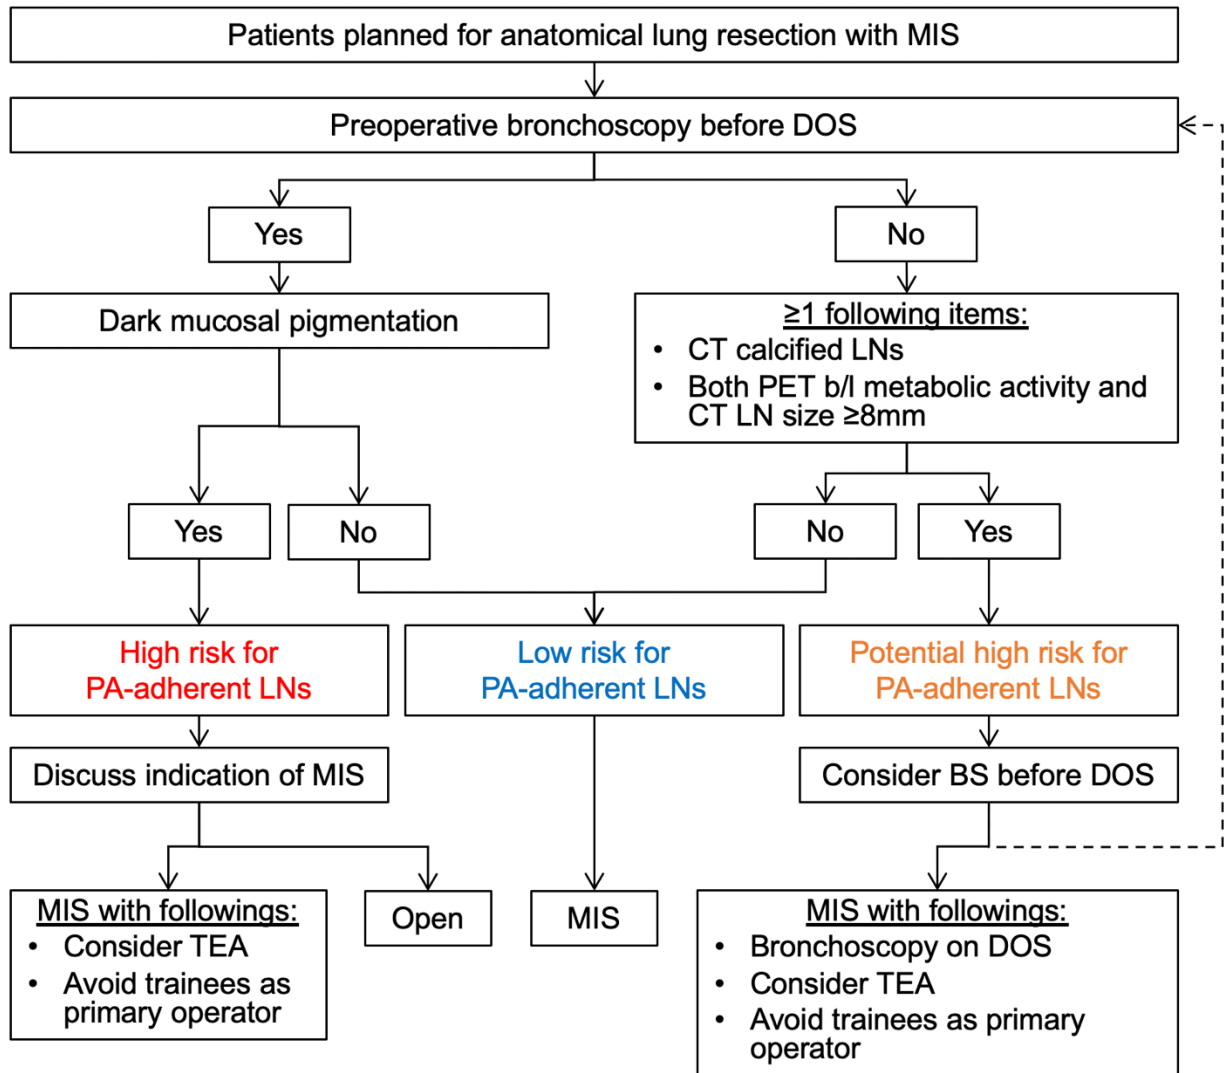 Patients planned for anatomical lung resection with MIS
Preoperative bronchoscopy before DOS
Yes
No
Dark mucosal pigmentation
≥1 following items:
• CT calcified LNs
• Both PET b/l metabolic activity and
CT LN size ≥8mm
Yes
No
No
Yes
High risk for
PA-adherent LNs
Low risk for
PA-adherent LNs
Potential high risk for
PA-adherent LNs
Discuss indication of MIS
Consider BS before DOS
MIS with followings:
• Consider TEA
• Avoid trainees as
primary operator
Open
MIS
MIS with followings:
• Bronchoscopy on DOS
• Consider TEA
• Avoid trainees as primary
operator